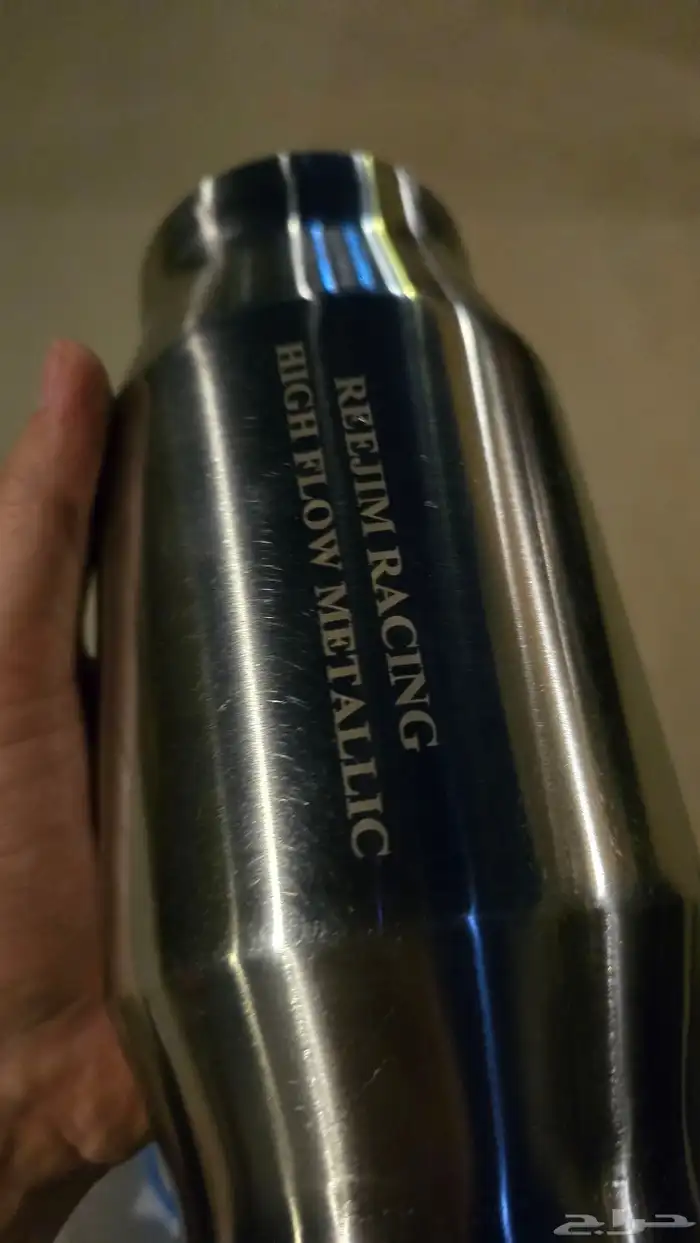 REEJIM RACING
HIGH FLOW METALLIC
حراج